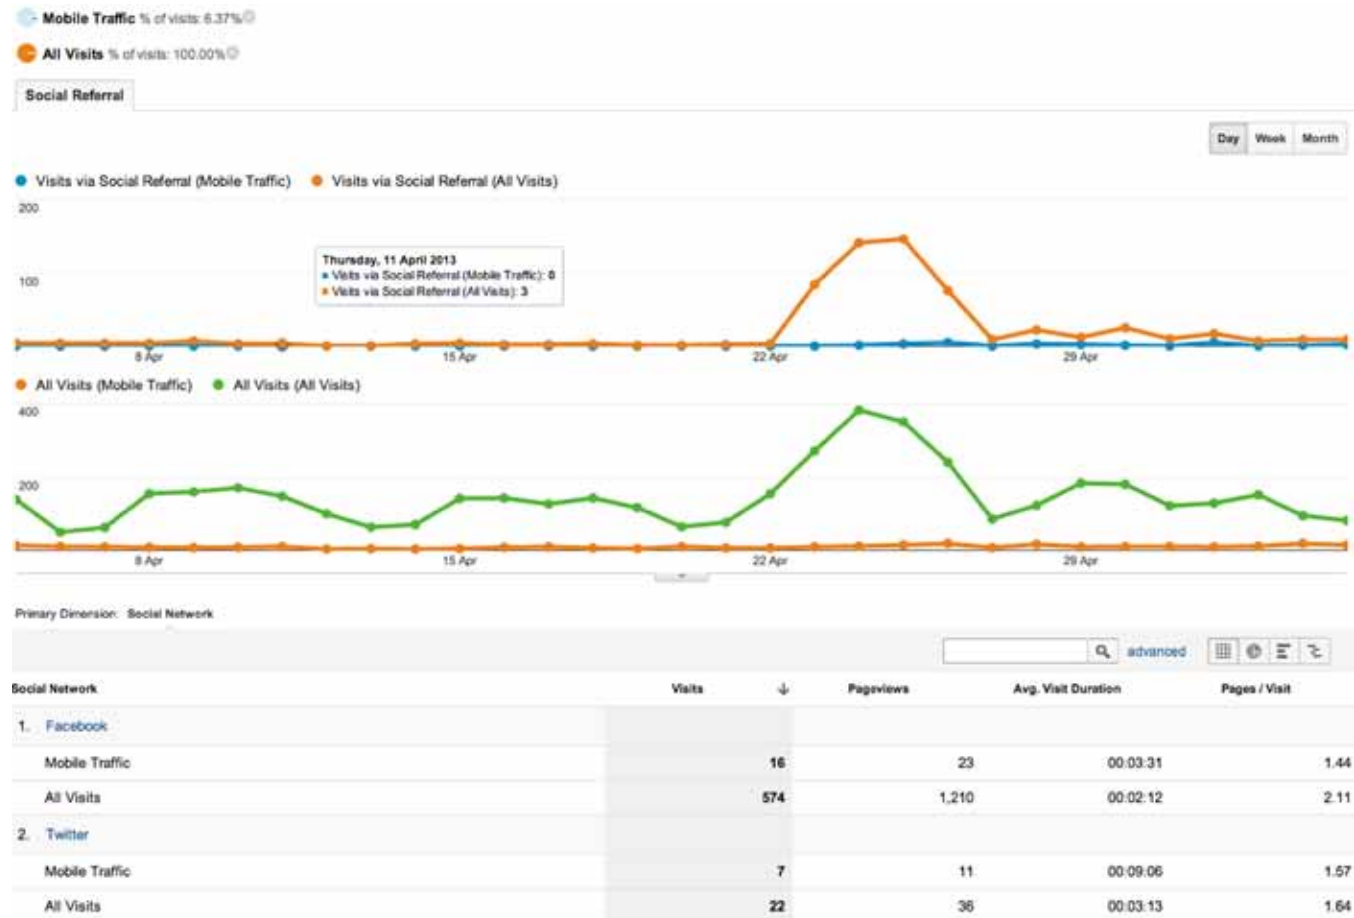 Mobile Traffic % of visits: 6.37%
All Visits % of visits: 100.00%
Social Referral
Day Week Month
Visits via Social Referral (Mobile Traffic) Visits via Social Referral (All Visits)
200
Thursday, 11 April 2013
Visits via Social Referral (Mobile Traffic): 0
Visits via Social Referral (All Visits): 3
100
8 Apr 15 Apr 22 Apr 29 Apr
All Visits (Mobile Traffic) All Visits (All Visits)
400
200
8 Apr 15 Apr 22 Apr 29 Apr
Primary Dimension: Social Network
advanced
Social Network Visits Pageviews Avg. Visit Duration Pages / Visit
1. Facebook
Mobile Traffic 16 23 00:03:31 1.44
All Visits 574 1,210 00:02:12 2.11
2. Twitter
Mobile Traffic 7 11 00:09:06 1.57
All Visits 22 36 00:03:13 1.64